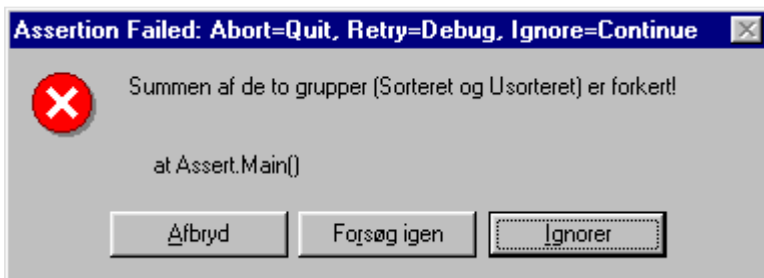 Assertion Failed: Abort=Quit, Retry=Debug, Ignore=Continue
Summen af de to grupper (Sorteret og Usorteret) er forkert!
at Assert.Main()
Afbryd Forsøg igen Ignorer